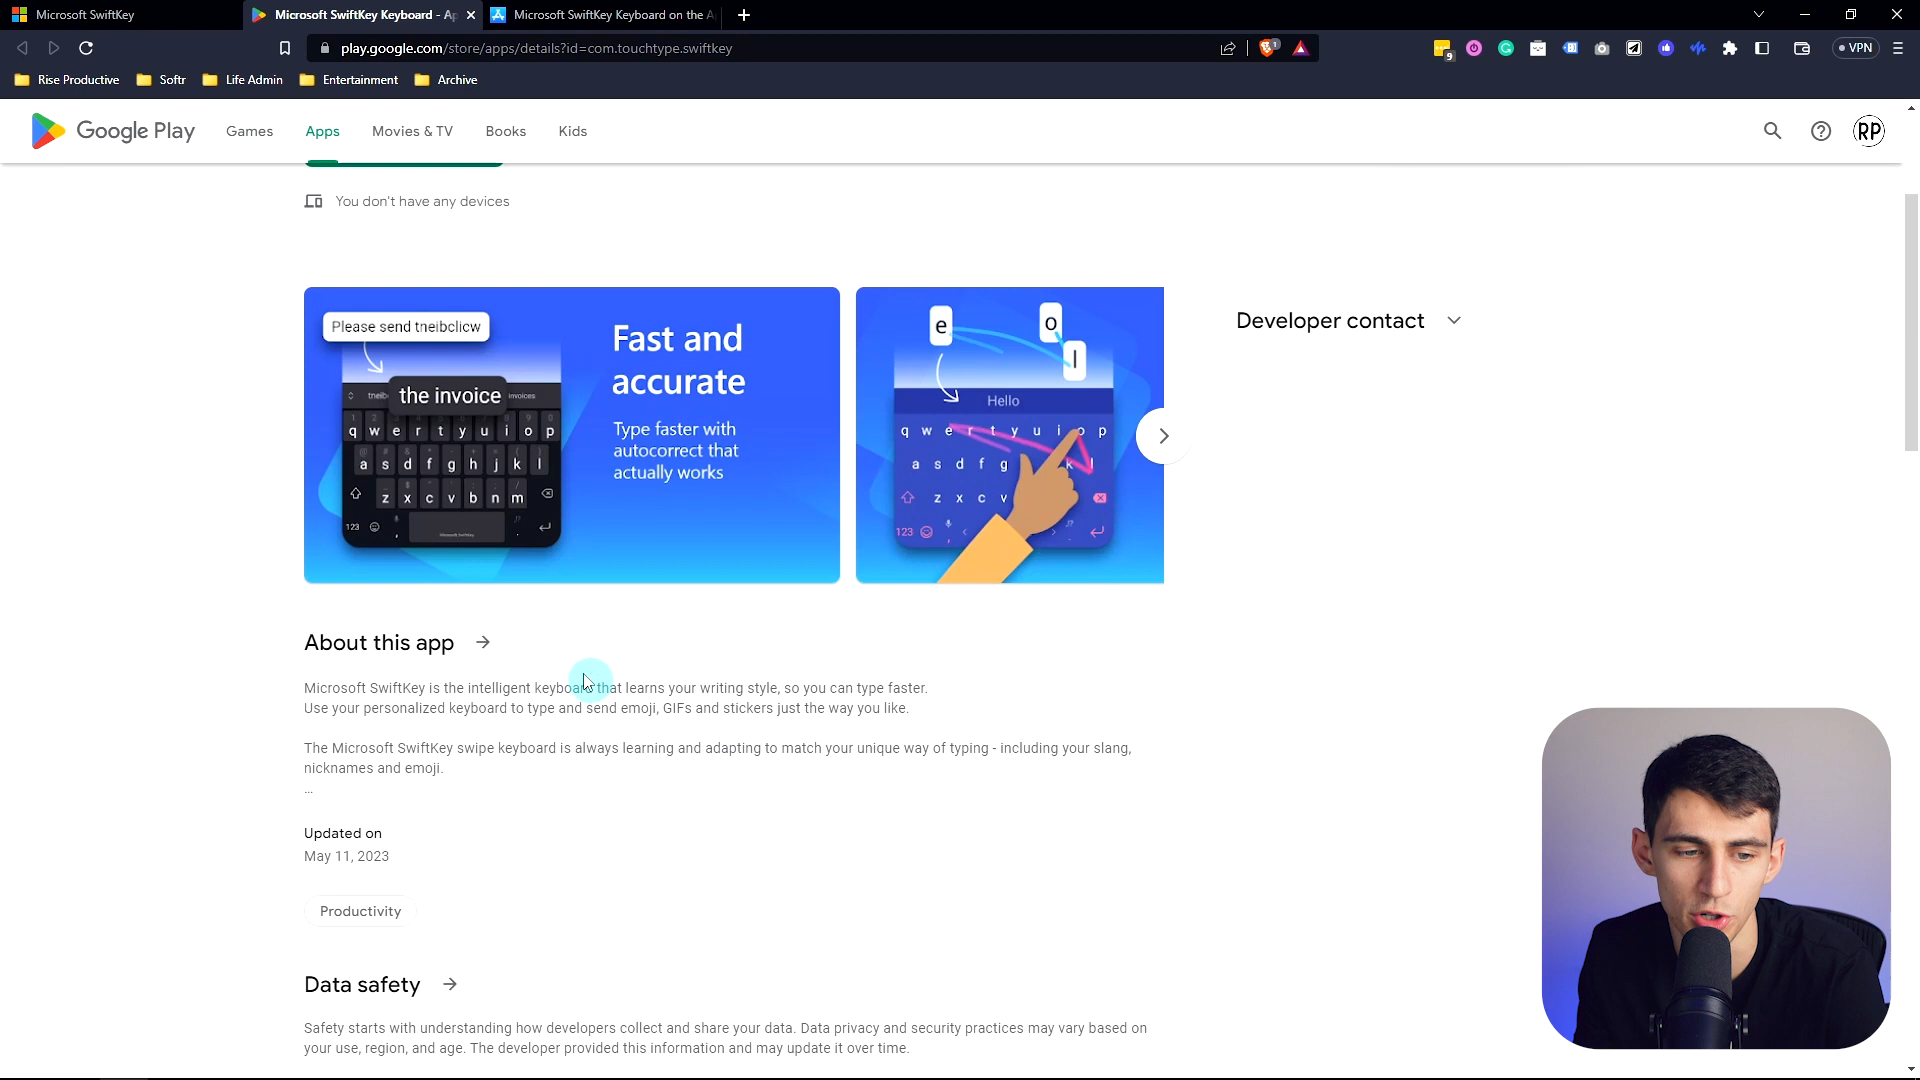 Microsoft SwiftKey
Microsoft SwiftKey Keyboard - Ap
Microsoft SwiftKey Keyboard on the A
play.google.com/store/apps/details?id=com.touchtype.swiftkey
1
9
VPN
Rise Productive
Softr
Life Admin
Entertainment
Archive
Google Play
Games
Apps
Movies & TV
Books
Kids
RP
You don't have any devices
Please send tneibclicw
the invoice
q w e r t y u i o p
a s d f g h j k l
z x c v b n m
123
Fast and
accurate
Type faster with
autocorrect that
actually works
e
o
l
Hello
q w e r t y u i o p
a s d f g k l
z x c v
123
Developer contact
About this app
Microsoft SwiftKey is the intelligent keyboard that learns your writing style, so you can type faster.
Use your personalized keyboard to type and send emoji, GIFs and stickers just the way you like.
The Microsoft SwiftKey swipe keyboard is always learning and adapting to match your unique way of typing - including your slang,
nicknames and emoji.
...
Updated on
May 11, 2023
Productivity
Data safety
Safety starts with understanding how developers collect and share your data. Data privacy and security practices may vary based on
your use, region, and age. The developer provided this information and may update it over time.